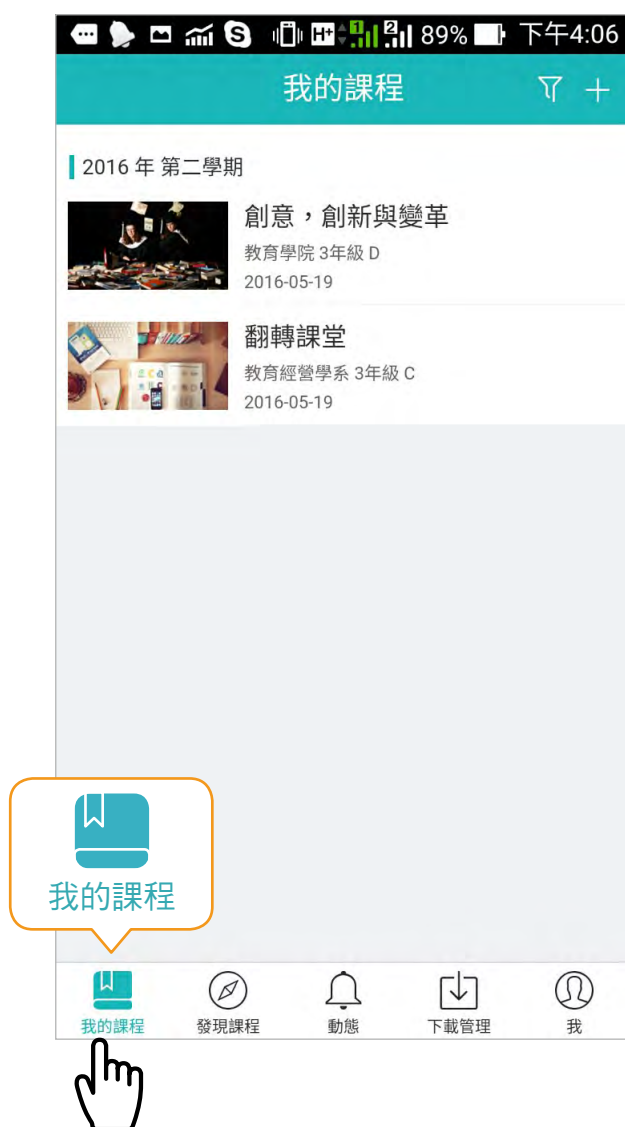 H+ 1 2 89% 下午4:06
我的課程
2016 年 第二學期
創意，創新與變革
教育學院 3年級 D
2016-05-19
翻轉課堂
教育經營學系 3年級 C
2016-05-19
我的課程
我的課程 發現課程 動態 下載管理 我